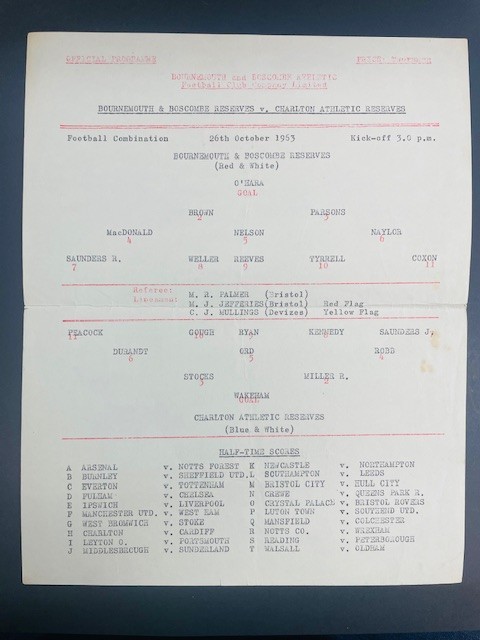 OFFICIAL PROGRAMME PRICE: TWOPENCE
BOURNEMOUTH and BOSCOMBE ATHLETIC
Football Club Company Limited
BOURNEMOUTH & BOSCOMBE RESERVES v. CHARLTON ATHLETIC RESERVES
Football Combination 26th October 1963 Kick-off 3.0 p.m.
BOURNEMOUTH & BOSCOMBE RESERVES
(Red & White)
O'HARA
GOAL
BROWN PARSONS
2 3
MacDONALD NELSON NAYLOR
4 5 6
SAUNDERS R. WELLER REEVES TYRRELL COXON
7 8 9 10 11
Referee: M. R. PALMER (Bristol)
Linesmen: M. J. JEFFERIES (Bristol) Red Flag
C. J. MULLINGS (Devizes) Yellow Flag
PEACOCK GOUGH RYAN KENNEDY SAUNDERS J.
11 10 9 8
DURANDT ORD ROBB
6 5 4
STOCKS MILLER R.
3 2
WAKEHAM
GOAL
CHARLTON ATHLETIC RESERVES
(Blue & White)
HALF-TIME SCORES
A ARSENAL v. NOTTS FOREST K NEWCASTLE v. NORTHAMPTON
B BURNLEY v. SHEFFIELD UTD. L SOUTHAMPTON v. LEEDS
C EVERTON v. TOTTENHAM M BRISTOL CITY v. HULL CITY
D FULHAM v. CHELSEA N CREWE v. QUEENS PARK R.
E IPSWICH v. LIVERPOOL O CRYSTAL PALACE v. BRISTOL ROVERS
F MANCHESTER UTD. v. WEST HAM P LUTON TOWN v. SOUTHEND UTD.
G WEST BROMWICH v. STOKE Q MANSFIELD v. COLCHESTER
H CHARLTON v. CARDIFF R NOTTS CO. v. WREXHAM
I LEYTON O. v. PORTSMOUTH S READING v. PETERBOROUGH
J MIDDLESBROUGH v. SUNDERLAND T WALSALL v. OLDHAM